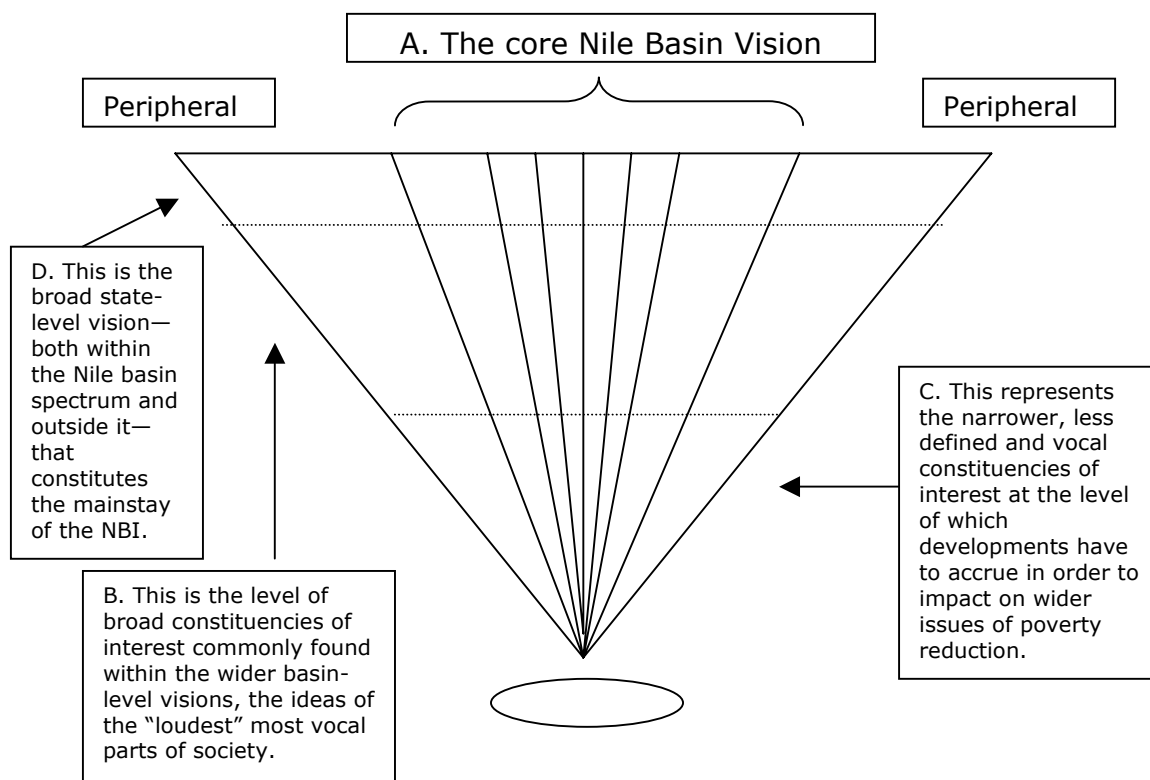 A. The core Nile Basin Vision
Peripheral
Peripheral
D. This is the
broad state-
level vision—
both within
the Nile basin
spectrum and
outside it—
that
constitutes
the mainstay
of the NBI.
C. This represents
the narrower, less
defined and vocal
constituencies of
interest at the level
of which
developments have
to accrue in order to
impact on wider
issues of poverty
reduction.
B. This is the level of
broad constituencies of
interest commonly found
within the wider basin-
level visions, the ideas of
the “loudest” most vocal
parts of society.